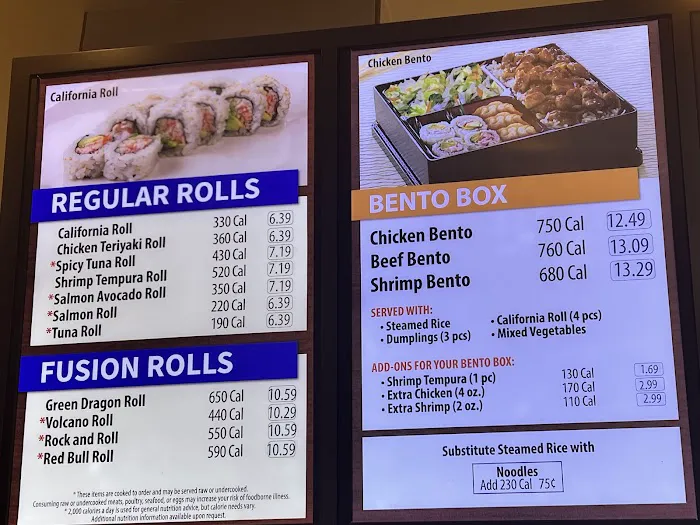 California Roll
REGULAR ROLLS
California Roll 330 Cal 6.39
Chicken Teriyaki Roll 360 Cal 6.39
*Spicy Tuna Roll 430 Cal 7.19
Shrimp Tempura Roll 520 Cal 7.19
*Salmon Avocado Roll 350 Cal 7.19
*Salmon Roll 220 Cal 6.39
*Tuna Roll 190 Cal 6.39
FUSION ROLLS
Green Dragon Roll 650 Cal 10.59
*Volcano Roll 440 Cal 10.29
*Rock and Roll 550 Cal 10.59
*Red Bull Roll 590 Cal 10.59
* These items are cooked to order and may be served raw or undercooked.
Consuming raw or undercooked meats, poultry, seafood, or eggs may increase your risk of foodborne illness.
* 2,000 calories a day is used for general nutrition advice, but calorie needs vary.
Additional nutrition information available upon request.
Chicken Bento
BENTO BOX
Chicken Bento 750 Cal 12.49
Beef Bento 760 Cal 13.09
Shrimp Bento 680 Cal 13.29
SERVED WITH:
• Steamed Rice • California Roll (4 pcs)
• Dumplings (3 pcs) • Mixed Vegetables
ADD-ONS FOR YOUR BENTO BOX:
• Shrimp Tempura (1 pc) 130 Cal 1.69
• Extra Chicken (4 oz.) 170 Cal 2.99
• Extra Shrimp (2 oz.) 110 Cal 2.99
Substitute Steamed Rice with
Noodles
Add 230 Cal 75¢